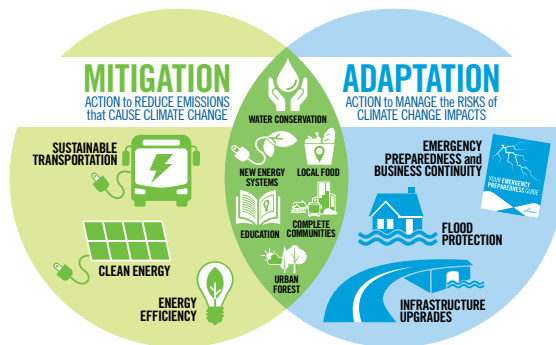 MITIGATION
ACTION to REDUCE EMISSIONS
that CAUSE CLIMATE CHANGE
SUSTAINABLE
TRANSPORTATION
CLEAN ENERGY
ENERGY
EFFICIENCY
WATER CONSERVATION
NEW ENERGY
SYSTEMS
LOCAL FOOD
EDUCATION
COMPLETE
COMMUNITIES
URBAN
FOREST
ADAPTATION
ACTION to MANAGE the RISKS of
CLIMATE CHANGE IMPACTS
EMERGENCY
PREPAREDNESS and
BUSINESS CONTINUITY
YOUR EMERGENCY
PREPAREDNESS GUIDE
FLOOD
PROTECTION
INFRASTRUCTURE
UPGRADES